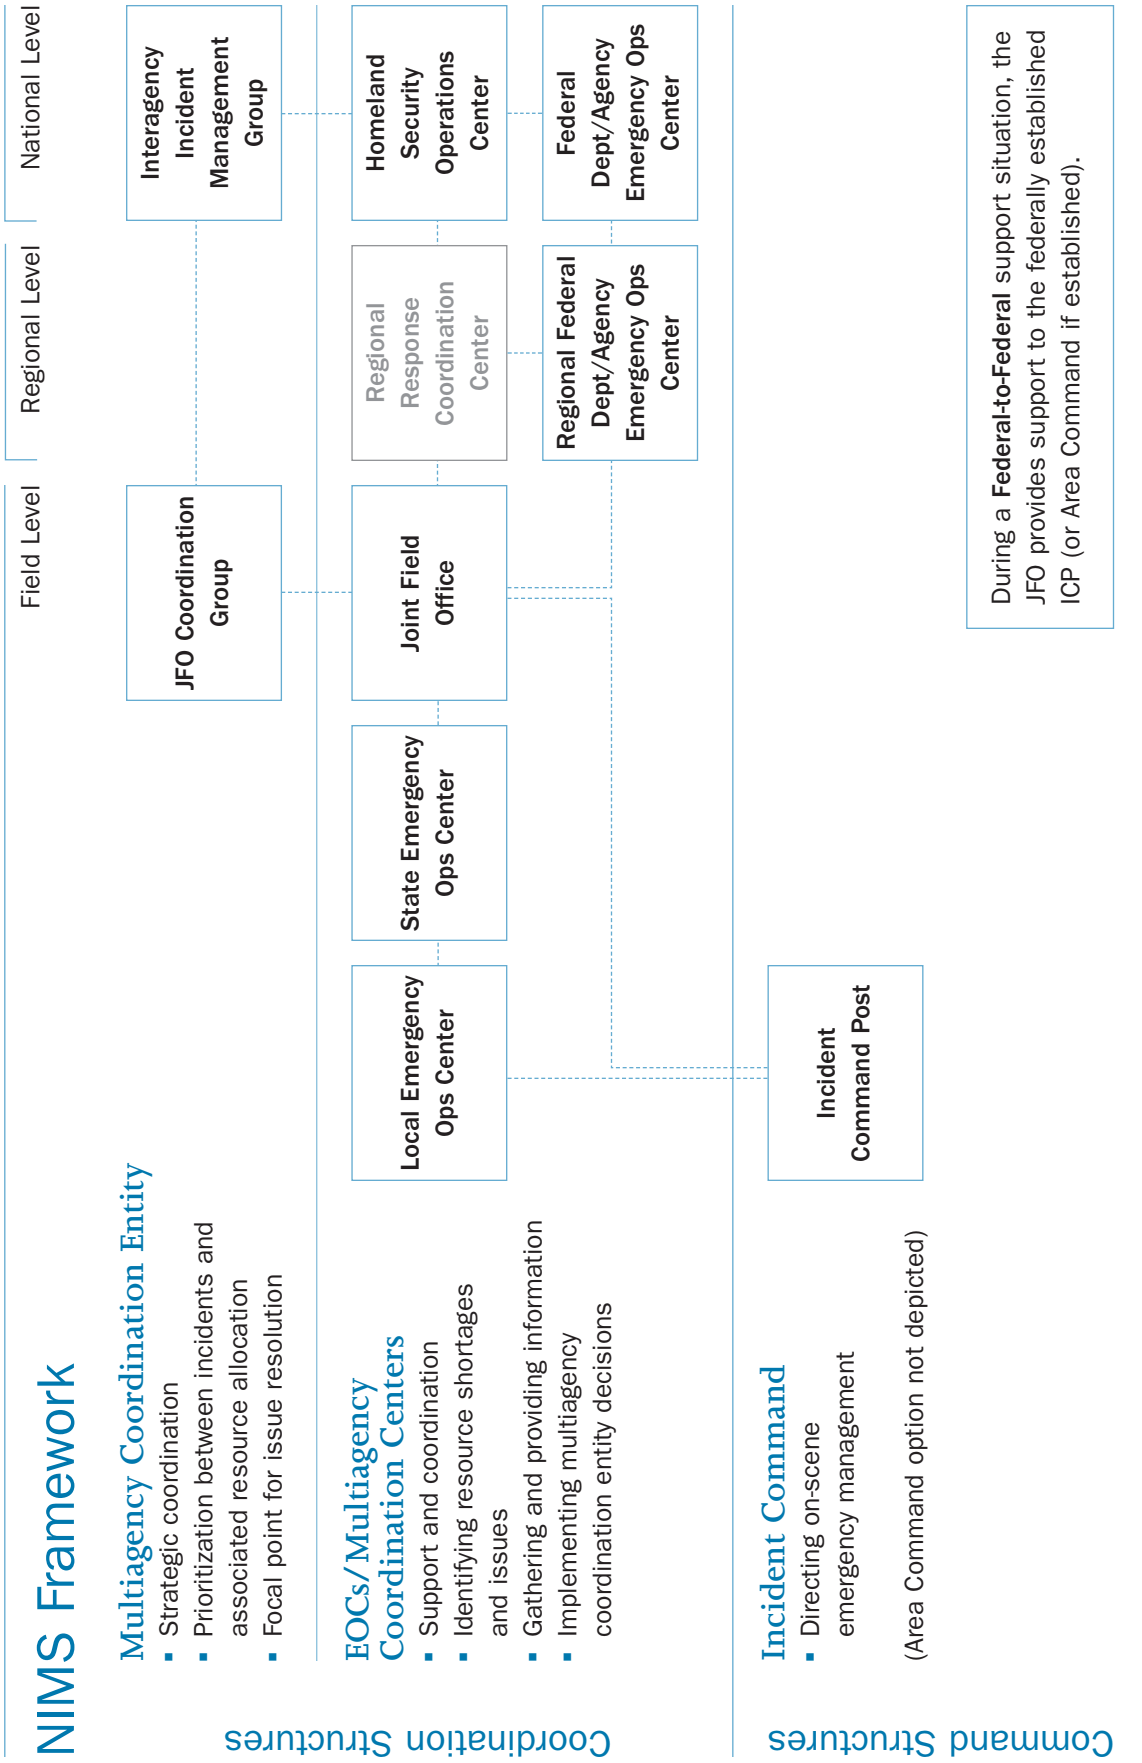 NIMS Framework
Field Level
Regional Level
National Level
Coordination Structures
Multiagency Coordination Entity
▪ Strategic coordination
▪ Prioritization between incidents and
associated resource allocation
▪ Focal point for issue resolution
JFO Coordination
Group
Interagency
Incident
Management
Group
EOCs/Multiagency
Coordination Centers
▪ Support and coordination
▪ Identifying resource shortages
and issues
▪ Gathering and providing information
▪ Implementing multiagency
coordination entity decisions
Local Emergency
Ops Center
State Emergency
Ops Center
Joint Field
Office
Regional
Response
Coordination
Center
Homeland
Security
Operations
Center
Regional Federal
Dept/Agency
Emergency Ops
Center
Federal
Dept/Agency
Emergency Ops
Center
Command Structures
Incident Command
▪ Directing on-scene
emergency management
(Area Command option not depicted)
Incident
Command Post
During a Federal-to-Federal support situation, the
JFO provides support to the federally established
ICP (or Area Command if established).